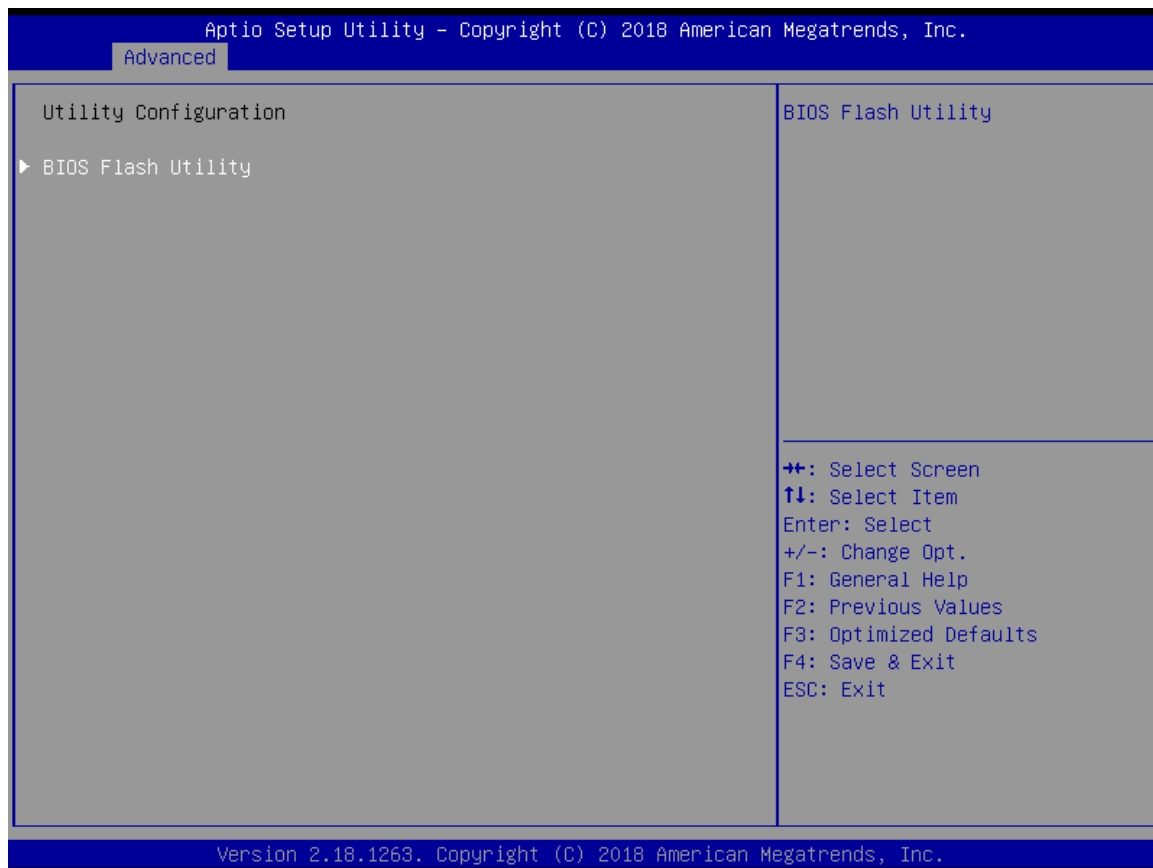 Aptio Setup Utility – Copyright (C) 2018 American Megatrends, Inc.
Advanced
Utility Configuration
▶ BIOS Flash Utility
BIOS Flash Utility
→←: Select Screen
↑↓: Select Item
Enter: Select
+/-: Change Opt.
F1: General Help
F2: Previous Values
F3: Optimized Defaults
F4: Save & Exit
ESC: Exit
Version 2.18.1263. Copyright (C) 2018 American Megatrends, Inc.